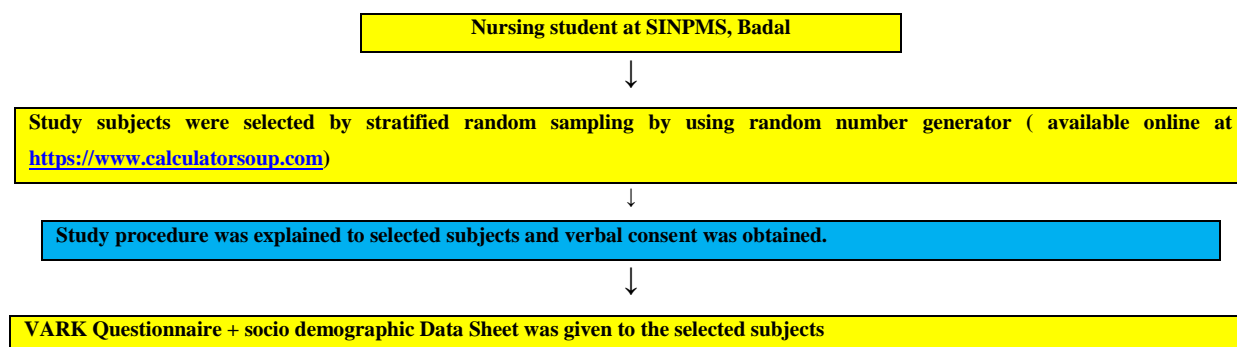 Nursing student at SINPMS, Badal
↓
Study subjects were selected by stratified random sampling by using random number generator ( available online at
https://www.calculatorsoup.com)
↓
Study procedure was explained to selected subjects and verbal consent was obtained.
↓
VARK Questionnaire + socio demographic Data Sheet was given to the selected subjects